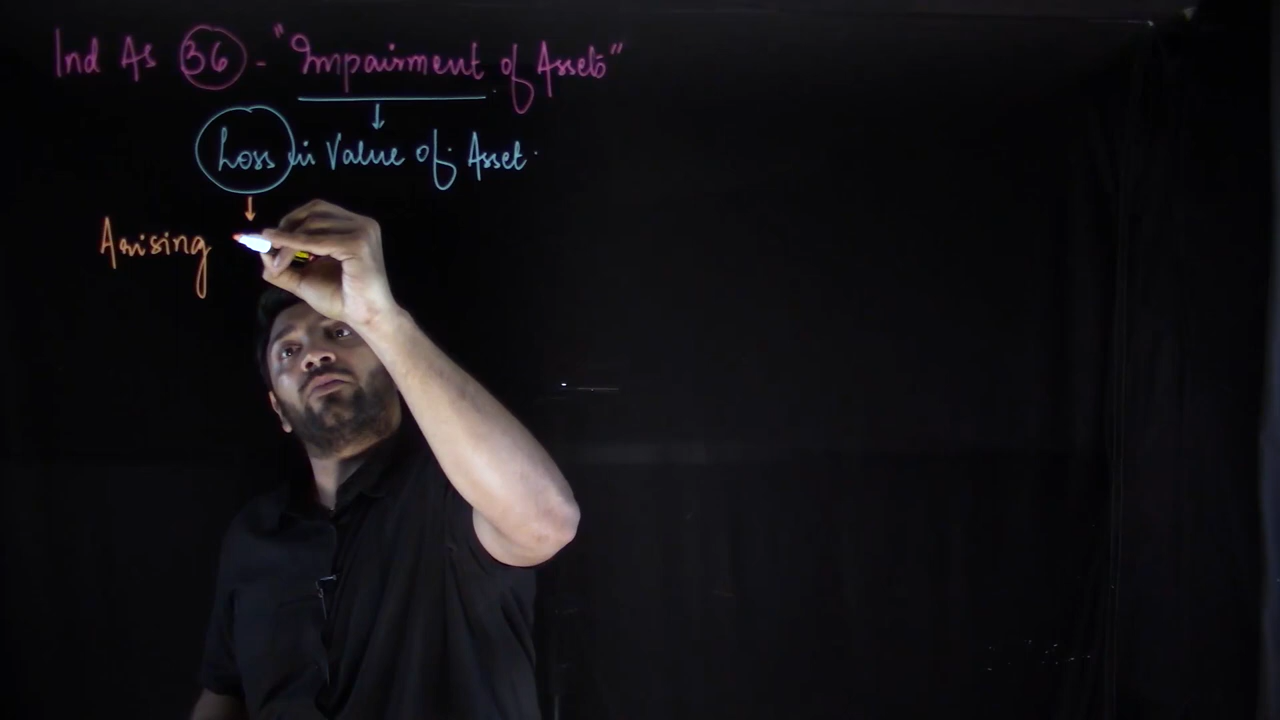 Ind As 36 - "Impairment of Assets"
Loss in Value of Asset.
Arising